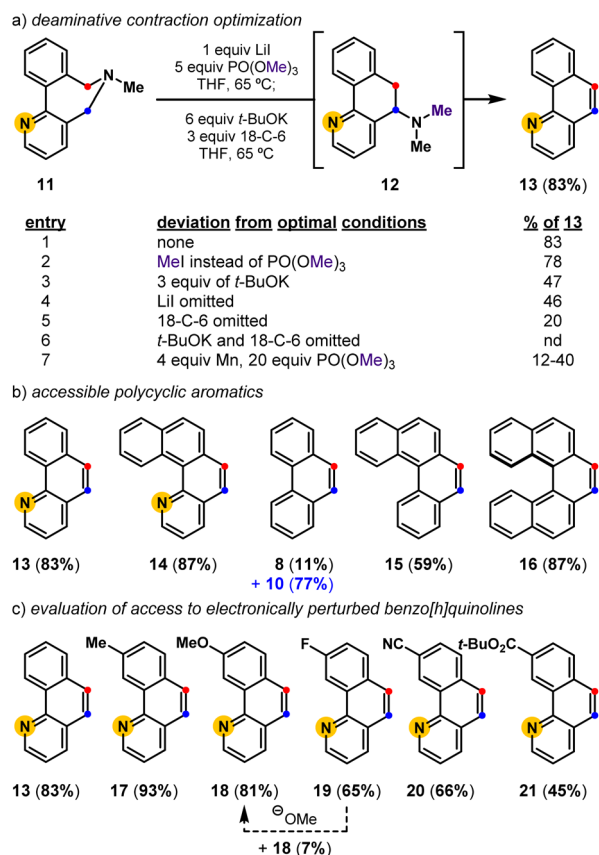 a) deaminative contraction optimization
N Me
N
11
1 equiv LiI
5 equiv PO(OMe)₃
THF, 65 ºC;
6 equiv t-BuOK
3 equiv 18-C-6
THF, 65 ºC
N Me
N
Me
12
N
13 (83%)
entry deviation from optimal conditions % of 13
1 none 83
2 MeI instead of PO(OMe)₃ 78
3 3 equiv of t-BuOK 47
4 LiI omitted 46
5 18-C-6 omitted 20
6 t-BuOK and 18-C-6 omitted nd
7 4 equiv Mn, 20 equiv PO(OMe)₃ 12-40
b) accessible polycyclic aromatics
N N
13 (83%) 14 (87%) 8 (11%) 15 (59%) 16 (87%)
+ 10 (77%)
c) evaluation of access to electronically perturbed benzo[h]quinolines
Me MeO F NC t-BuO₂C
N N N N N N
13 (83%) 17 (93%) 18 (81%) 19 (65%) 20 (66%) 21 (45%)
⊖OMe
+ 18 (7%)